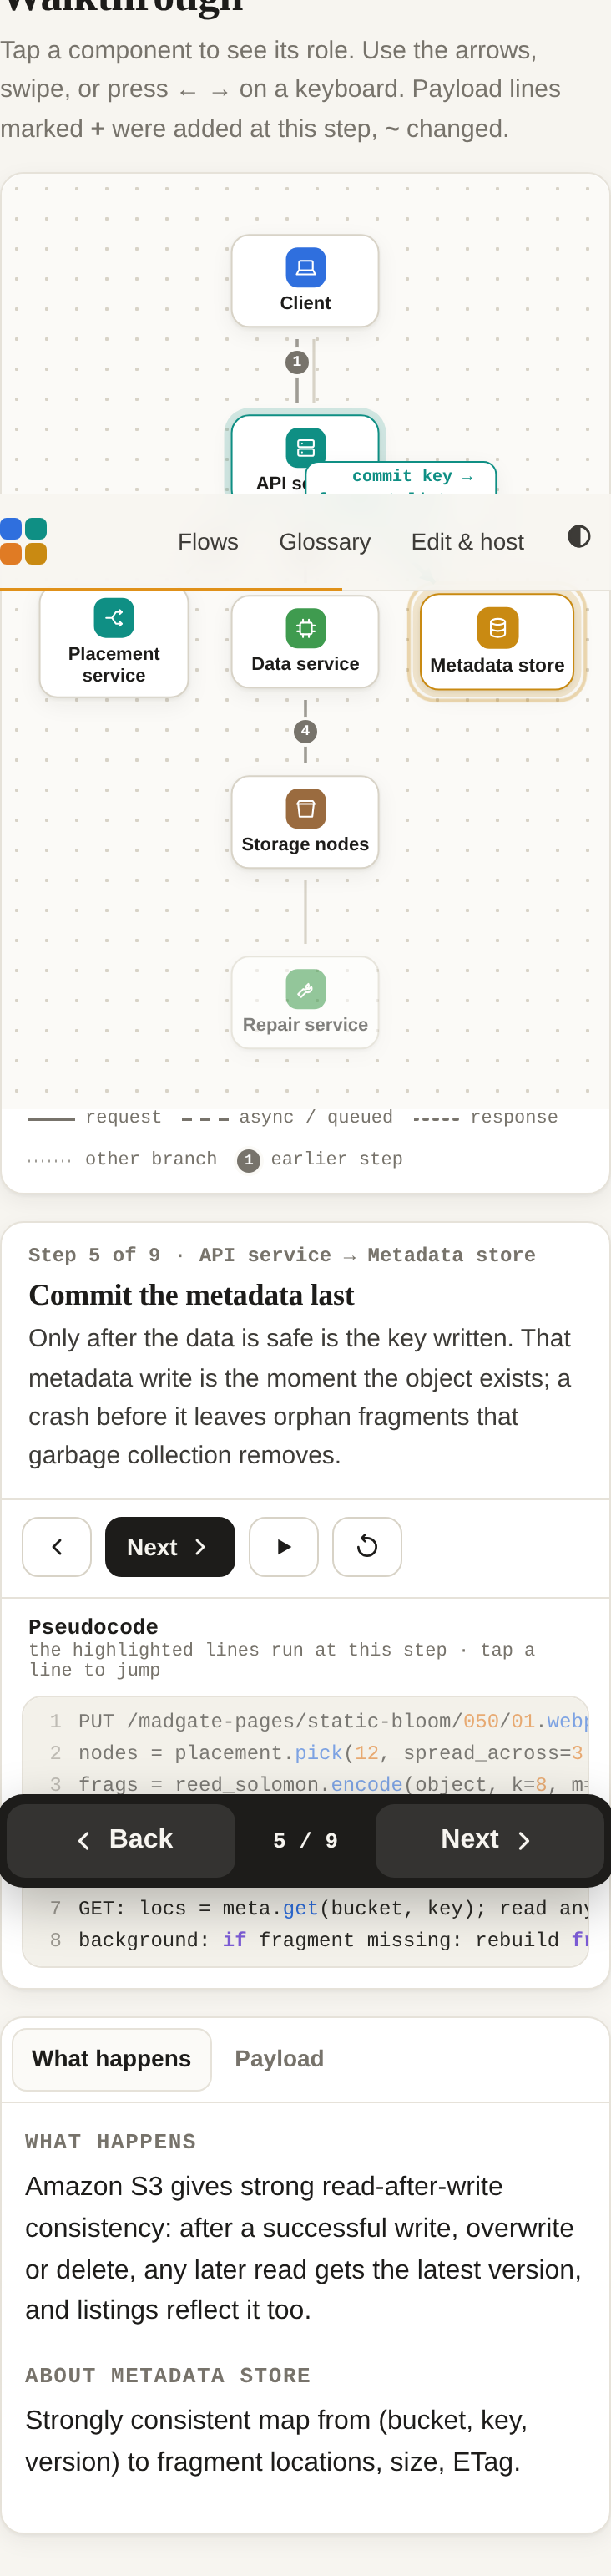 Walkthrough
Tap a component to see its role. Use the arrows,
swipe, or press ← → on a keyboard. Payload lines
marked + were added at this step, ~ changed.
Client
1
API
commit key →
Flows
Glossary
Edit & host
Placement
service
Data service
Metadata store
4
Storage nodes
Repair service
request
async / queued
response
other branch
1 earlier step
Step 5 of 9 · API service → Metadata store
Commit the metadata last
Only after the data is safe is the key written. That
metadata write is the moment the object exists; a
crash before it leaves orphan fragments that
garbage collection removes.
Next
Pseudocode
the highlighted lines run at this step · tap a
line to jump
1 PUT /madgate-pages/static-bloom/050/01.webp
2 nodes = placement.pick(12, spread_across=3
3 frags = reed_solomon.encode(object, k=8, m=
Back
5 / 9
Next
7 GET: locs = meta.get(bucket, key); read any
8 background: if fragment missing: rebuild
What happens
Payload
WHAT HAPPENS
Amazon S3 gives strong read-after-write
consistency: after a successful write, overwrite
or delete, any later read gets the latest version,
and listings reflect it too.
ABOUT METADATA STORE
Strongly consistent map from (bucket, key,
version) to fragment locations, size, ETag.